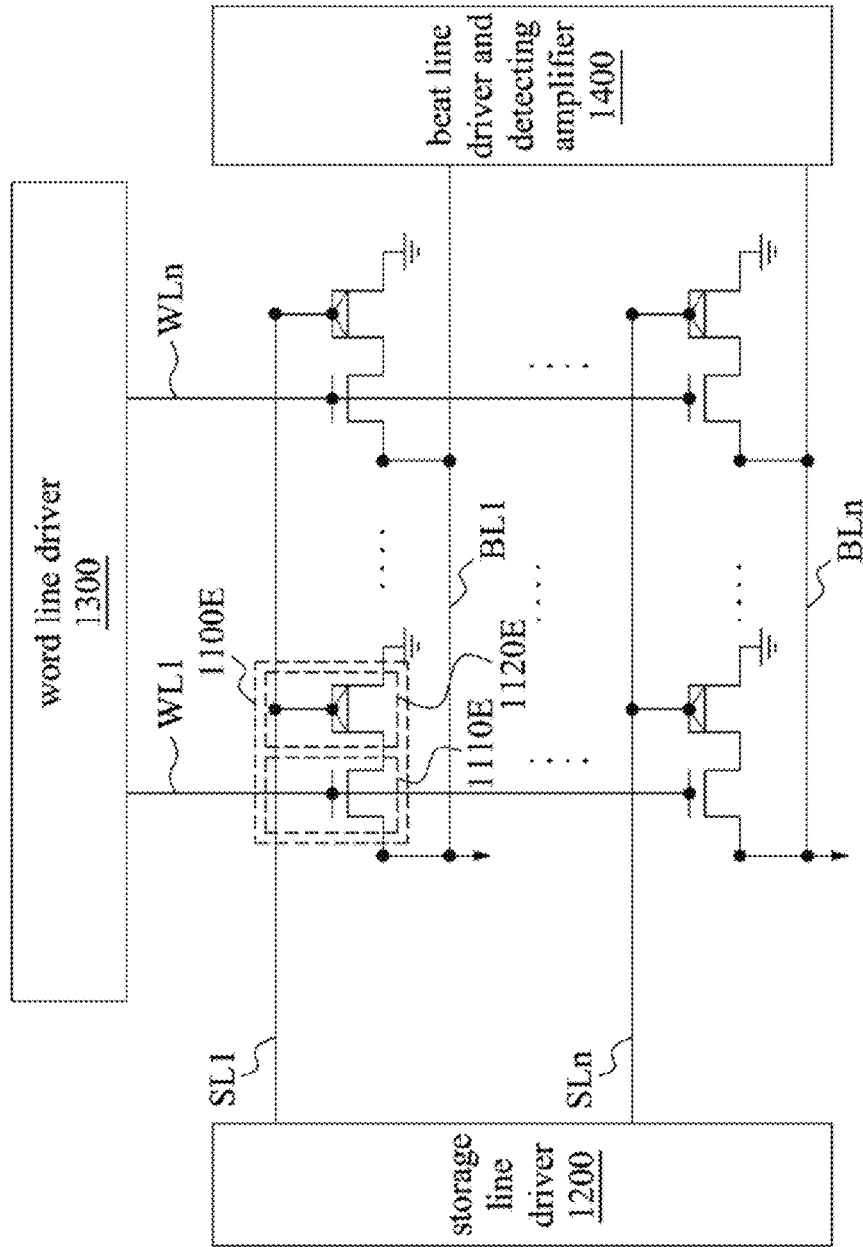 word line driver
1300
WL1
WLn
1100E
SL1
1120E
1110E
BL1
storage
line
driver
1200
beat line
driver and
detecting
amplifier
1400
SLn
BLn